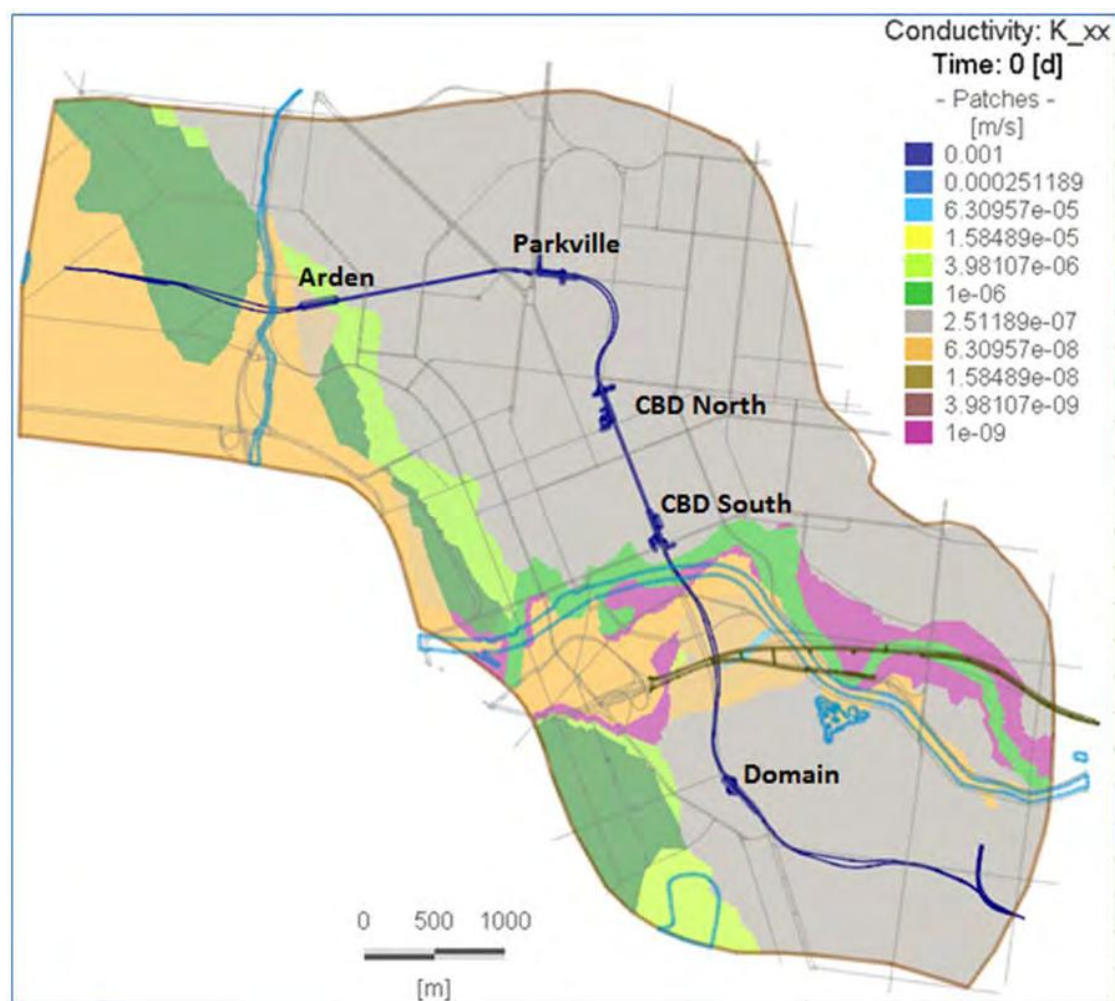 Conductivity: K_xx
Time: 0 [d]
- Patches -
[m/s]
0.001
0.000251189
6.30957e-05
1.58489e-05
3.98107e-06
1e-06
2.51189e-07
6.30957e-08
1.58489e-08
3.98107e-09
1e-09
Parkville
Arden
CBD North
CBD South
Domain
0 500 1000
[m]